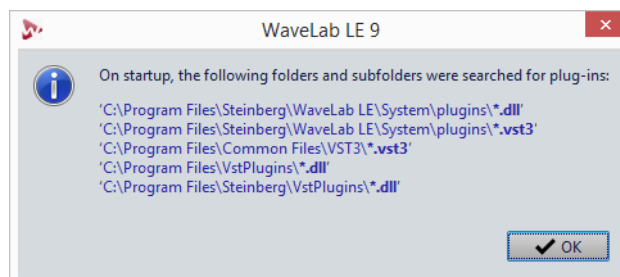 WaveLab LE 9
On startup, the following folders and subfolders were searched for plug-ins:
'C:\Program Files\Steinberg\WaveLab LE\System\plugins\*.dll'
'C:\Program Files\Steinberg\WaveLab LE\System\plugins\*.vst3'
'C:\Program Files\Common Files\VST3\*.vst3'
'C:\Program Files\VstPlugins\*.dll'
'C:\Program Files\Steinberg\VstPlugins\*.dll'
OK